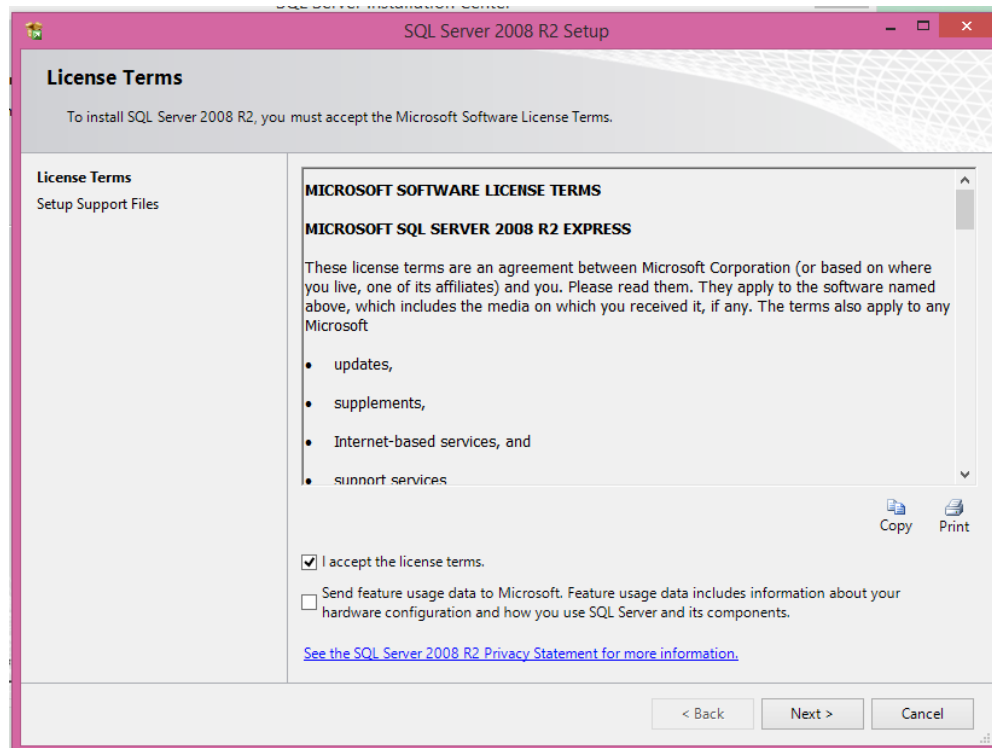 SQL Server Installation Center
SQL Server 2008 R2 Setup
License Terms
To install SQL Server 2008 R2, you must accept the Microsoft Software License Terms.
License Terms
Setup Support Files
MICROSOFT SOFTWARE LICENSE TERMS
MICROSOFT SQL SERVER 2008 R2 EXPRESS
These license terms are an agreement between Microsoft Corporation (or based on where
you live, one of its affiliates) and you. Please read them. They apply to the software named
above, which includes the media on which you received it, if any. The terms also apply to any
Microsoft
• updates,
• supplements,
• Internet-based services, and
• support services
Copy Print
I accept the license terms.
Send feature usage data to Microsoft. Feature usage data includes information about your
hardware configuration and how you use SQL Server and its components.
See the SQL Server 2008 R2 Privacy Statement for more information.
< Back Next > Cancel